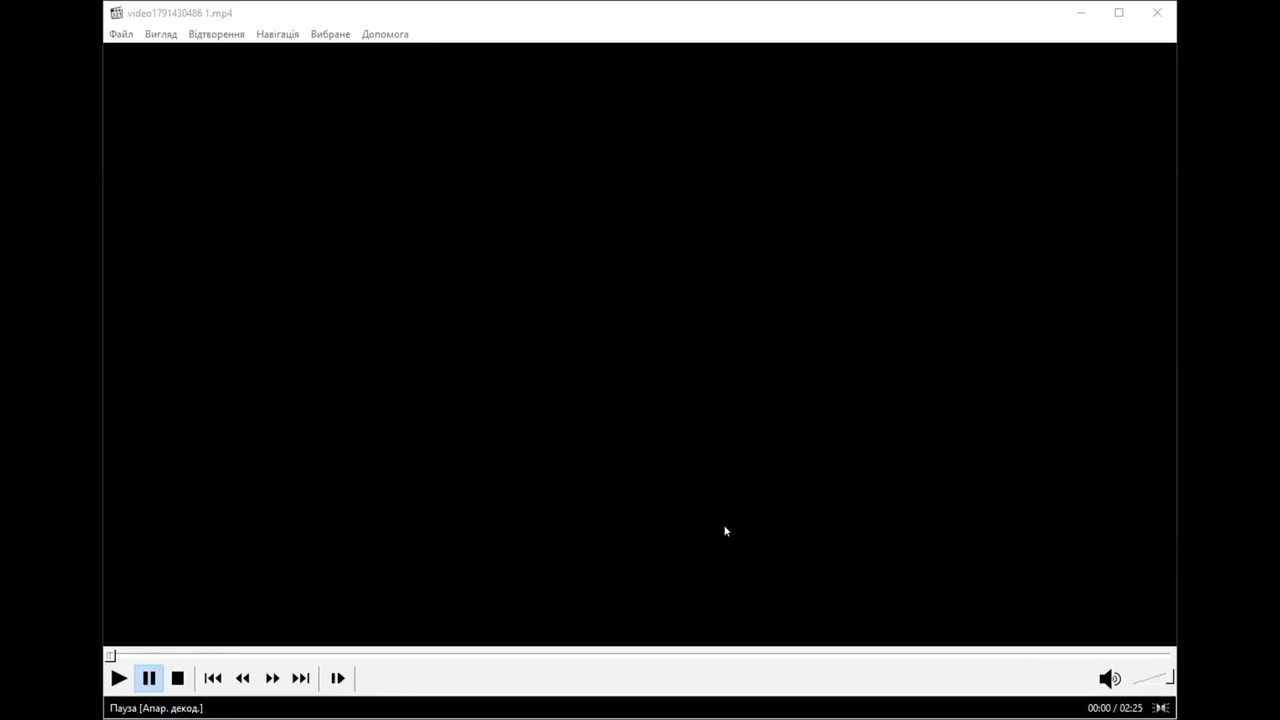 video1791430486 1.mp4
Файл Вигляд Відтворення Навігація Вибране Допомога
Пауза [Апар. декод.] 00:00 / 02:25